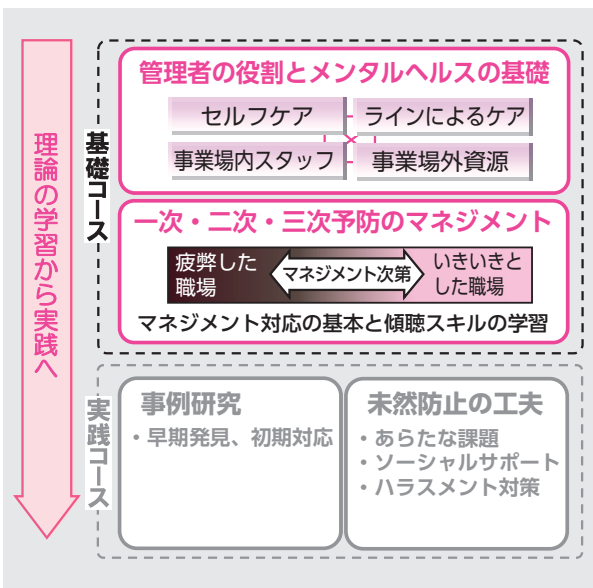 理論の学習から実践へ
基礎コース
管理者の役割とメンタルヘルスの基礎
セルフケア
ラインによるケア
事業場内スタッフ
事業場外資源
一次・二次・三次予防のマネジメント
疲弊した
職場
マネジメント次第
いきいきと
した職場
マネジメント対応の基本と傾聴スキルの学習
実践コース
事例研究
・早期発見、初期対応
未然防止の工夫
・あらたな課題
・ソーシャルサポート
・ハラスメント対策